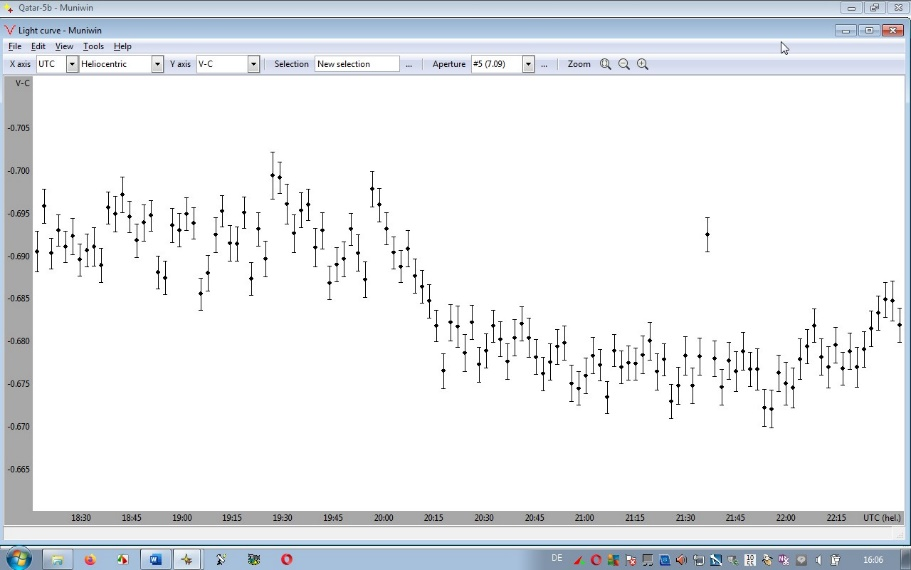 Qatar-5b - Muniwin
Light curve - Muniwin
File Edit View Tools Help
X axis UTC Heliocentric Y axis V-C Selection New selection ... Aperture #5 (7.09) ... Zoom
V-C
-0.705
-0.700
-0.695
-0.690
-0.685
-0.680
-0.675
-0.670
-0.665
18:30 18:45 19:00 19:15 19:30 19:45 20:00 20:15 20:30 20:45 21:00 21:15 21:30 21:45 22:00 22:15 UTC (hel.)
DE 16:06